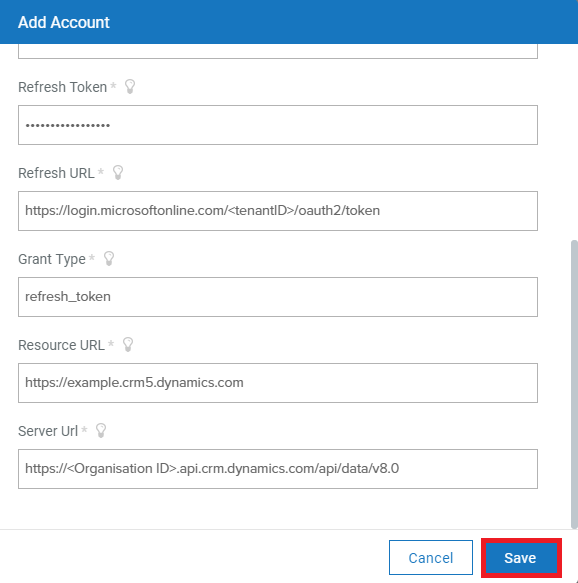 Add Account
Refresh Token *
•••••••••••••••••
Refresh URL *
https://login.microsoftonline.com/<tenantID>/oauth2/token
Grant Type *
refresh_token
Resource URL *
https://example.crm5.dynamics.com
Server Url *
https://<Organisation ID>.api.crm.dynamics.com/api/data/v8.0
Cancel Save